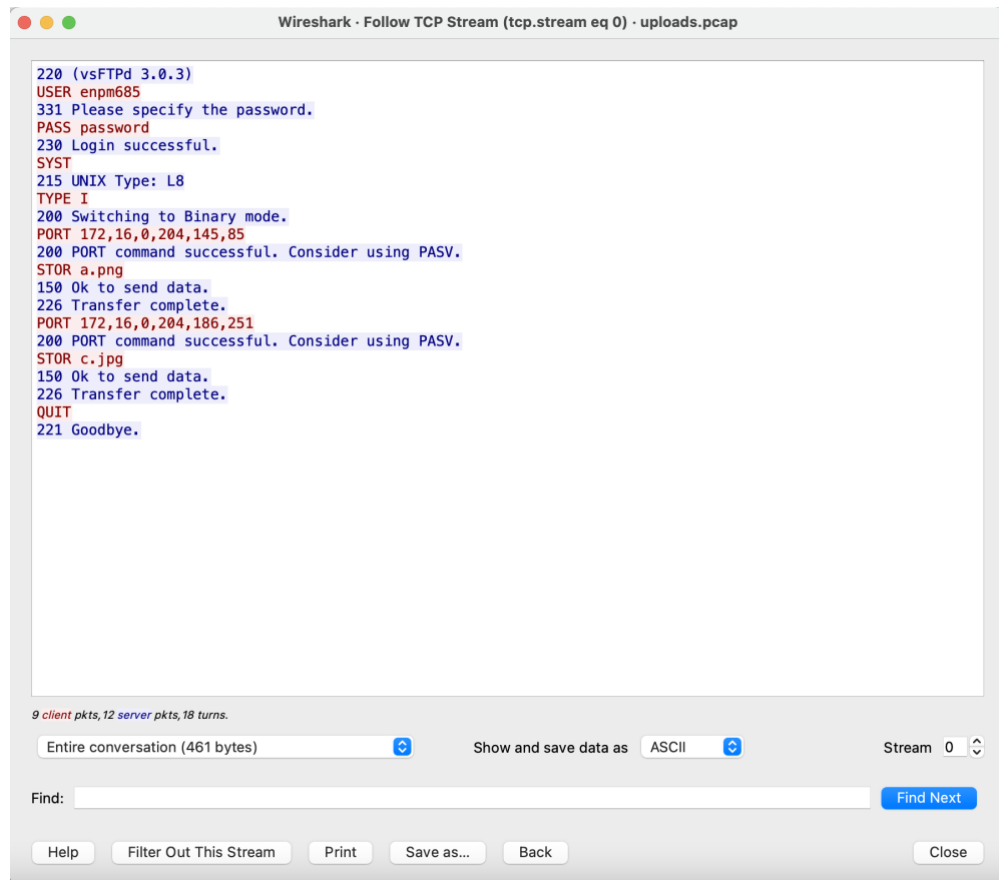 Wireshark · Follow TCP Stream (tcp.stream eq 0) · uploads.pcap
220 (vsFTPd 3.0.3)
USER enpm685
331 Please specify the password.
PASS password
230 Login successful.
SYST
215 UNIX Type: L8
TYPE I
200 Switching to Binary mode.
PORT 172,16,0,204,145,85
200 PORT command successful. Consider using PASV.
STOR a.png
150 Ok to send data.
226 Transfer complete.
PORT 172,16,0,204,186,251
200 PORT command successful. Consider using PASV.
STOR c.jpg
150 Ok to send data.
226 Transfer complete.
QUIT
221 Goodbye.
9 client pkts, 12 server pkts, 18 turns.
Entire conversation (461 bytes) Show and save data as ASCII Stream 0
Find: Find Next
Help Filter Out This Stream Print Save as... Back Close